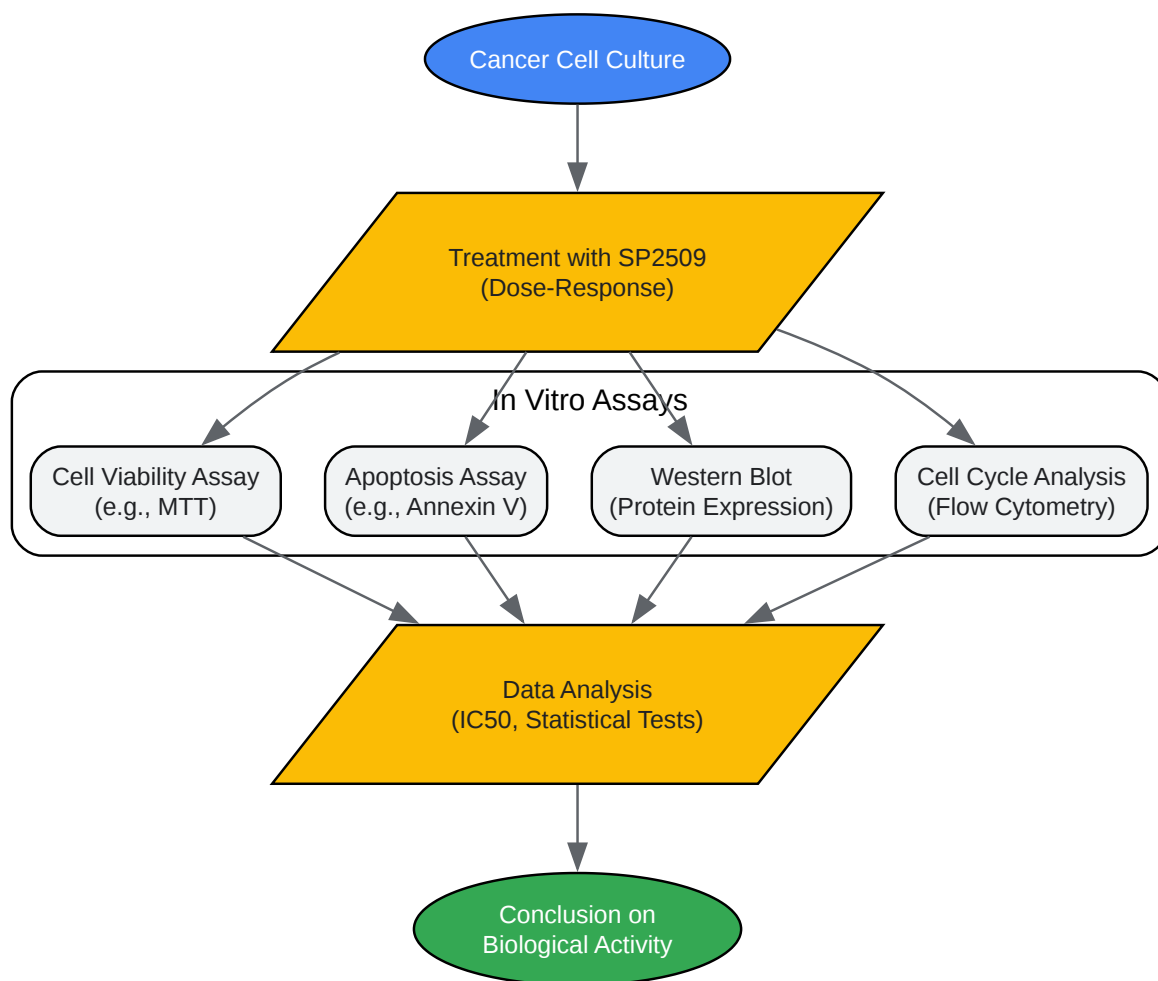 Cancer Cell Culture
Treatment with SP2509
(Dose-Response)
In Vitro Assays
Cell Viability Assay
(e.g., MTT)
Apoptosis Assay
(e.g., Annexin V)
Western Blot
(Protein Expression)
Cell Cycle Analysis
(Flow Cytometry)
Data Analysis
(IC50, Statistical Tests)
Conclusion on
Biological Activity